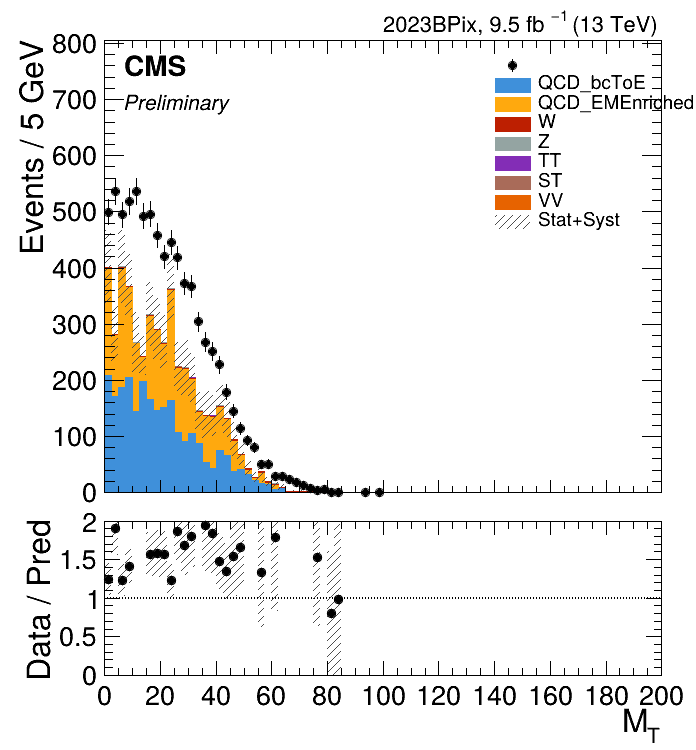 2023BPix, 9.5 fb⁻¹ (13 TeV)
Events / 5 GeV
800
700
600
500
400
300
200
100
0
CMS
Preliminary
QCD_bcToE
QCD_EMEnriched
W
Z
TT
ST
VV
Stat+Syst
Data / Pred
2
1.5
1
0.5
0
0 20 40 60 80 100 120 140 160 180 200
M_T